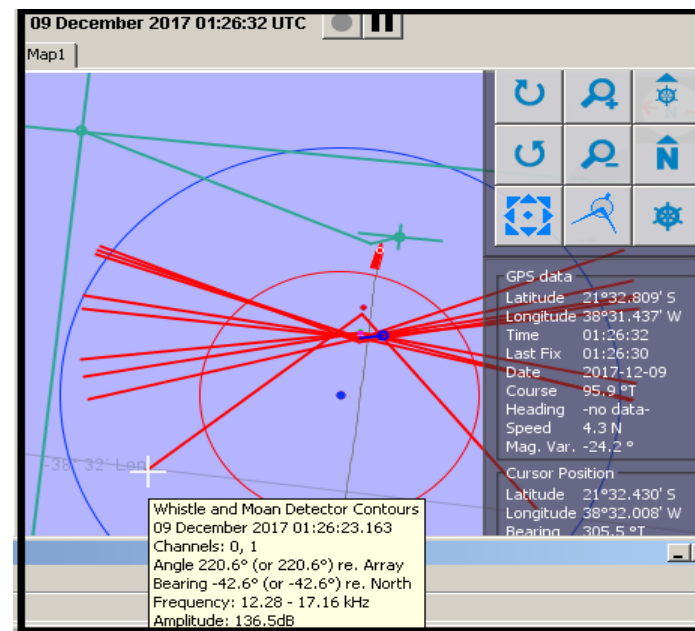 09 December 2017 01:26:32 UTC
Map1
N
GPS data
Latitude 21°32.809' S
Longitude 38°31.437' W
Time 01:26:32
Last Fix 01:26:30
Date 2017-12-09
Course 95.9 °T
Heading -no data-
Speed 4.3 N
Mag. Var. -24.2 °
Cursor Position
Latitude 21°32.430' S
Longitude 38°32.008' W
Bearing 305.5 °T
-38° 32' Lon
Whistle and Moan Detector Contours
09 December 2017 01:26:23.163
Channels: 0, 1
Angle 220.6° (or 220.6°) re. Array
Bearing -42.6° (or -42.6°) re. North
Frequency: 12.28 - 17.16 kHz
Amplitude: 136.5dB